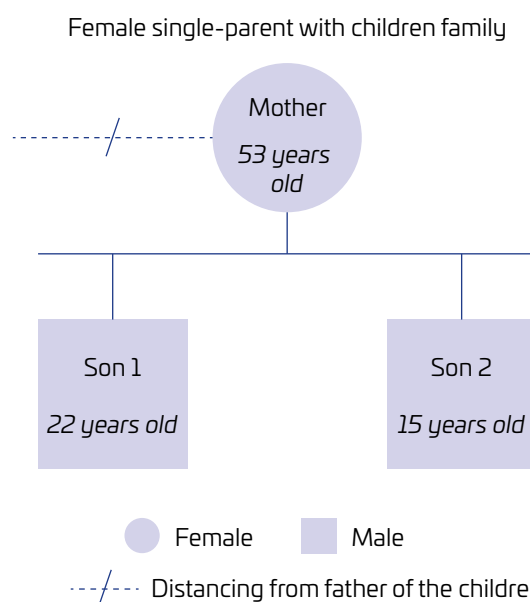 Female single-parent with children family
Mother
53 years
old
Son 1
22 years old
Son 2
15 years old
Female
Male
Distancing from father of the childre